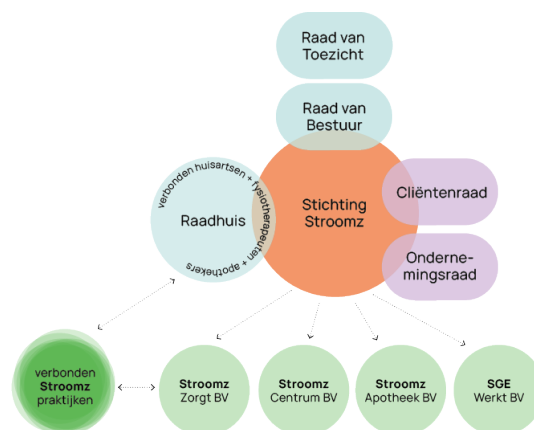 Raad van
Toezicht
Raad van
Bestuur
verbonden huisartsen + fysiotherapeuten + apothekers
Raadhuis
Stichting
Stroomz
Cliëntenraad
Onderne-
mingsraad
verbonden
Stroomz
praktijken
Stroomz
Zorgt BV
Stroomz
Centrum BV
Stroomz
Apotheek BV
SGE
Werkt BV